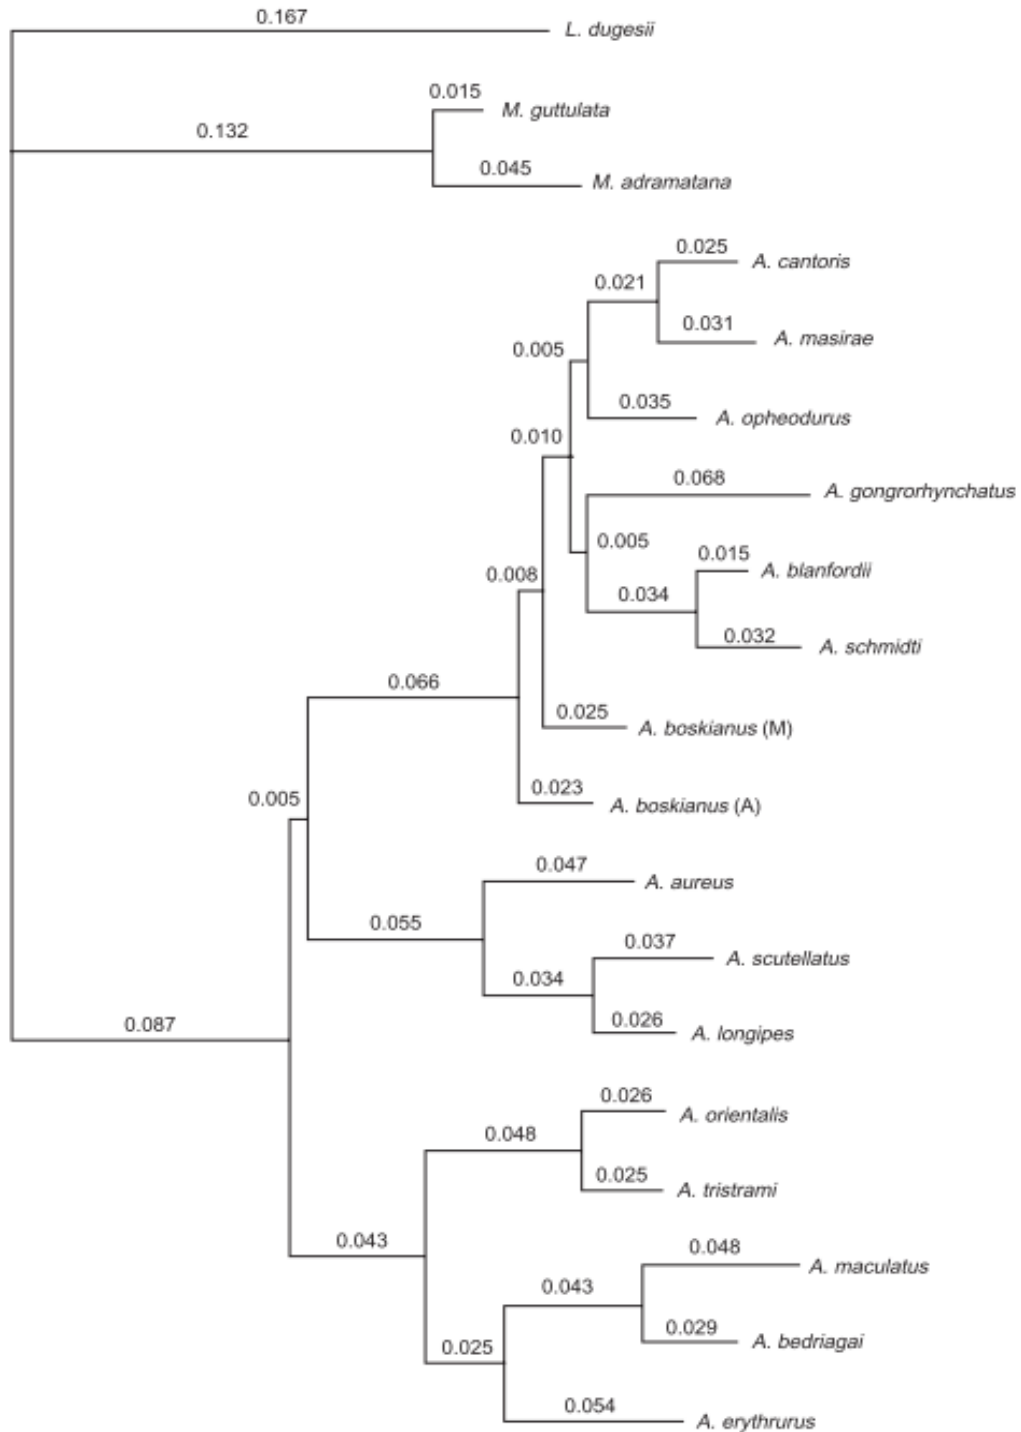 0.167
L. dugesii
0.015
M. guttulata
0.132
0.045
M. adramatana
0.025
A. cantoris
0.021
0.031
A. masirae
0.005
0.035
A. opheodurus
0.010
0.068
A. gongrorhynchatus
0.005
0.015
A. blanfordii
0.008
0.034
0.032
A. schmidti
0.066
0.025
A. boskianus (M)
0.023
A. boskianus (A)
0.005
0.047
A. aureus
0.055
0.037
A. scutellatus
0.034
0.026
A. longipes
0.087
0.026
A. orientalis
0.048
0.025
A. tristrami
0.043
0.048
A. maculatus
0.043
0.029
A. bedriagai
0.025
0.054
A. erythrurus